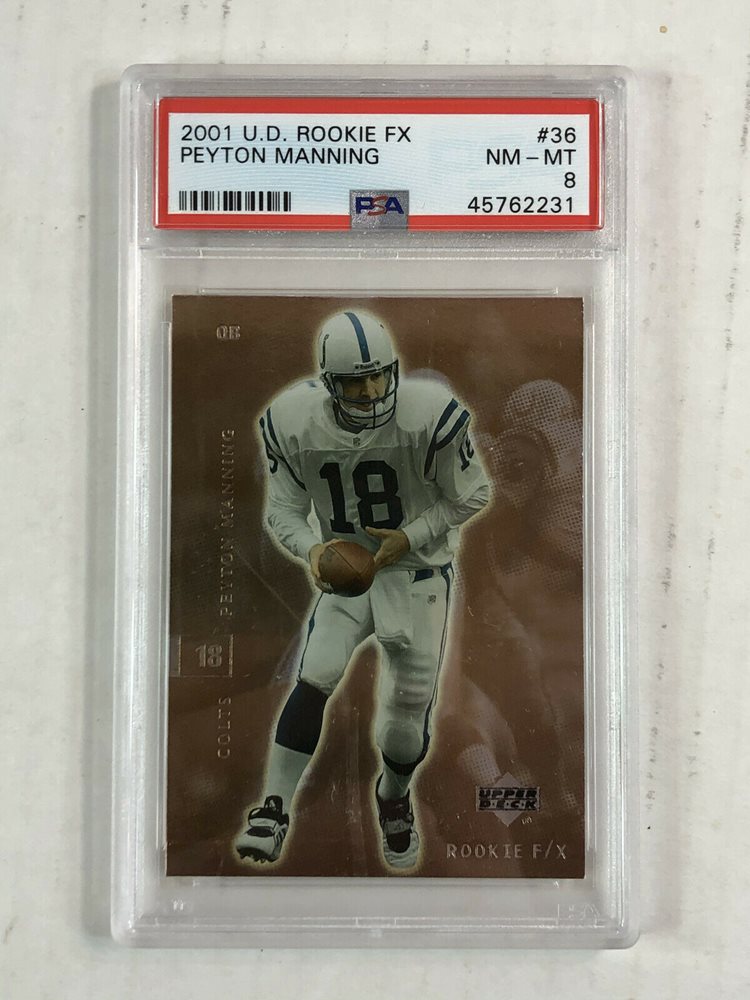 2001 U.D. ROOKIE FX #36
PEYTON MANNING NM - MT
8
PSA 45762231
QB
18
18
COLTS 18 PEYTON MANNING
UPPER
DECK
ROOKIE F/X